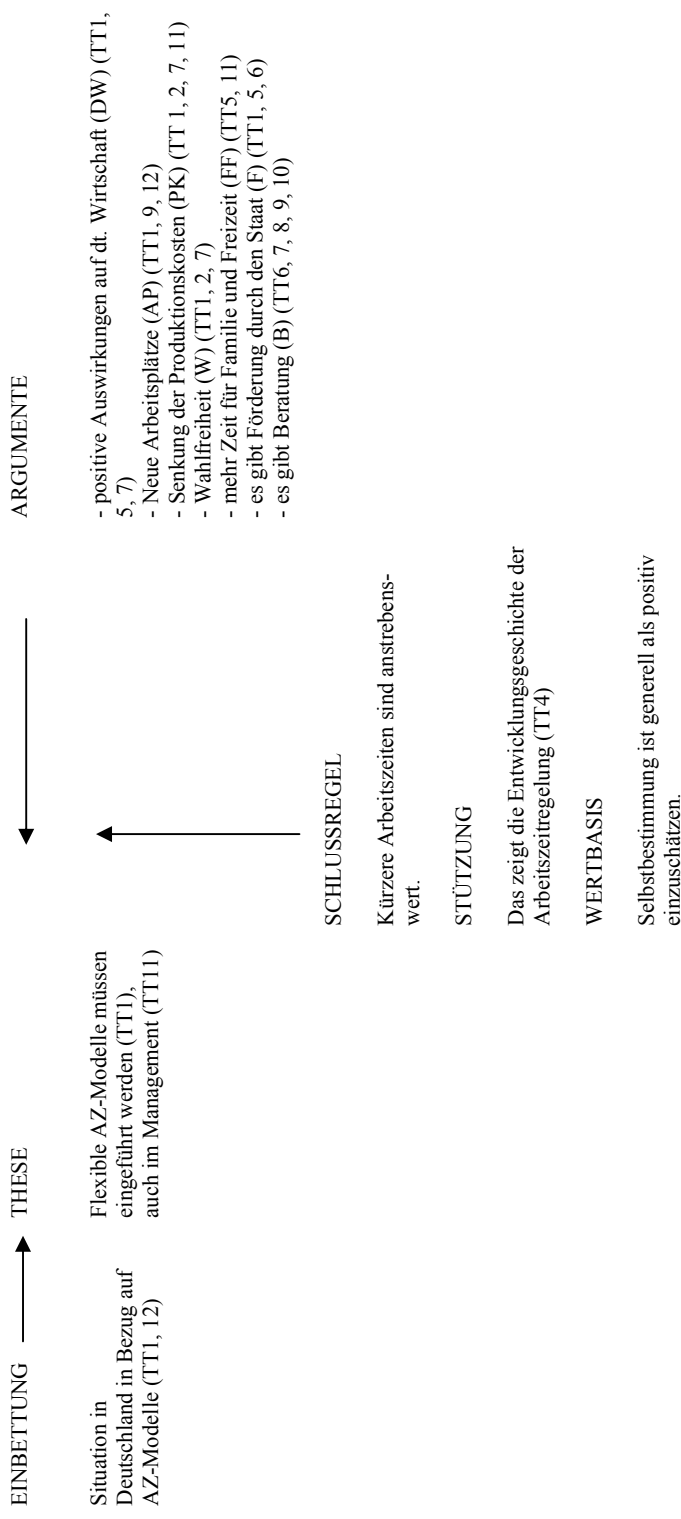 EINBETTUNG
Situation in
Deutschland in Bezug auf
AZ-Modelle (TT1, 12)
THESE
Flexible AZ-Modelle müssen
eingeführt werden (TT1),
auch im Management (TT11)
ARGUMENTE
- positive Auswirkungen auf dt. Wirtschaft (DW) (TT1,
5, 7)
- Neue Arbeitsplätze (AP) (TT1, 9, 12)
- Senkung der Produktionskosten (PK) (TT 1, 2, 7, 11)
- Wahlfreiheit (W) (TT1, 2, 7)
- mehr Zeit für Familie und Freizeit (FF) (TT5, 11)
- es gibt Förderung durch den Staat (F) (TT1, 5, 6)
- es gibt Beratung (B) (TT6, 7, 8, 9, 10)
SCHLUSSREGEL
Kürzere Arbeitszeiten sind anstrebens-
wert.
STÜTZUNG
Das zeigt die Entwicklungsgeschichte der
Arbeitszeitregelung (TT4)
WERTBASIS
Selbstbestimmung ist generell als positiv
einzuschätzen.